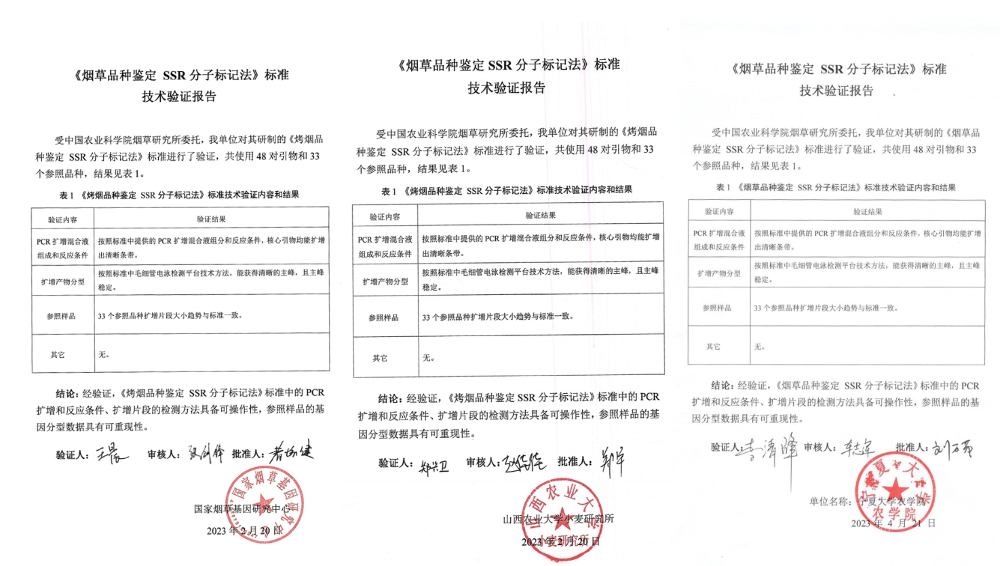 《烟草品种鉴定 SSR 分子标记法》标准
技术验证报告
受中国农业科学院烟草研究所委托，我单位对其研制的《烤烟品
种鉴定 SSR 分子标记法》标准进行了验证，共使用 48 对引物和 33
个参照品种，结果见表 1。
表 1 《烤烟品种鉴定 SSR 分子标记法》标准技术验证内容和结果
验证内容 验证结果
PCR 扩增混合液
组成和反应条件
按照标准中提供的 PCR 扩增混合液组分和反应条件，核心引物均能扩增
出清晰条带。
扩增产物分型
按照标准中毛细管电泳检测平台技术方法，能获得清晰的主峰，且主峰
稳定。
参照样品 33 个参照品种扩增片段大小趋势与标准一致。
其它 无。
结论：经验证，《烤烟品种鉴定 SSR 分子标记法》标准中的 PCR
扩增和反应条件、扩增片段的检测方法具备可操作性，参照样品的基
因分型数据具有可重现性。
验证人：王晨 审核人： 批准人：
国家烟草基因研究中心
国家烟草基因研究中心
2023 年 2 月 20 日
《烟草品种鉴定 SSR 分子标记法》标准
技术验证报告
受中国农业科学院烟草研究所委托，我单位对其研制的《烤烟品
种鉴定 SSR 分子标记法》标准进行了验证，共使用 48 对引物和 33
个参照品种，结果见表 1。
表 1 《烤烟品种鉴定 SSR 分子标记法》标准技术验证内容和结果
验证内容 验证结果
PCR 扩增混合液
组成和反应条件
按照标准中提供的 PCR 扩增混合液组分和反应条件，核心引物均能扩增
出清晰条带。
扩增产物分型
按照标准中毛细管电泳检测平台技术方法，能获得清晰的主峰，且主峰
稳定。
参照样品 33 个参照品种扩增片段大小趋势与标准一致。
其它 无。
结论：经验证，《烤烟品种鉴定 SSR 分子标记法》标准中的 PCR
扩增和反应条件、扩增片段的检测方法具备可操作性，参照样品的基
因分型数据具有可重现性。
验证人：郑兴卫 审核人： 批准人：郑军
山西农业大学
山西农业大学小麦研究所
小麦研究所
2023 年 2 月 20 日
《烟草品种鉴定 SSR 分子标记法》标准
技术验证报告
受中国农业科学院烟草研究所委托，我单位对其研制的《烟草品
种鉴定 SSR 分子标记法》标准进行了验证，共使用 48 对引物和 33
个参照品种，结果见表 1。
表 1 《烟草品种鉴定 SSR 分子标记法》标准技术验证内容和结果
验证内容 验证结果
PCR 扩增混合液
组成和反应条件
按照标准中提供的 PCR 扩增混合液组分和反应条件，核心引物均能扩增
出清晰条带。
扩增产物分型
按照标准中毛细管电泳检测平台技术方法，能获得清晰的主峰，且主峰
稳定。
参照样品 33 个参照品种扩增片段大小趋势与标准一致。
其它 无。
结论：经验证，《烟草品种鉴定 SSR 分子标记法》标准中的 PCR
扩增和反应条件、扩增片段的检测方法具备可操作性，参照样品的基
因分型数据具有可重现性。
验证人：李清峰 审核人：车志军 批准人：刘万茂
宁夏大学
单位名称：宁夏大学农学院
农学院
2023 年 4 月 21 日